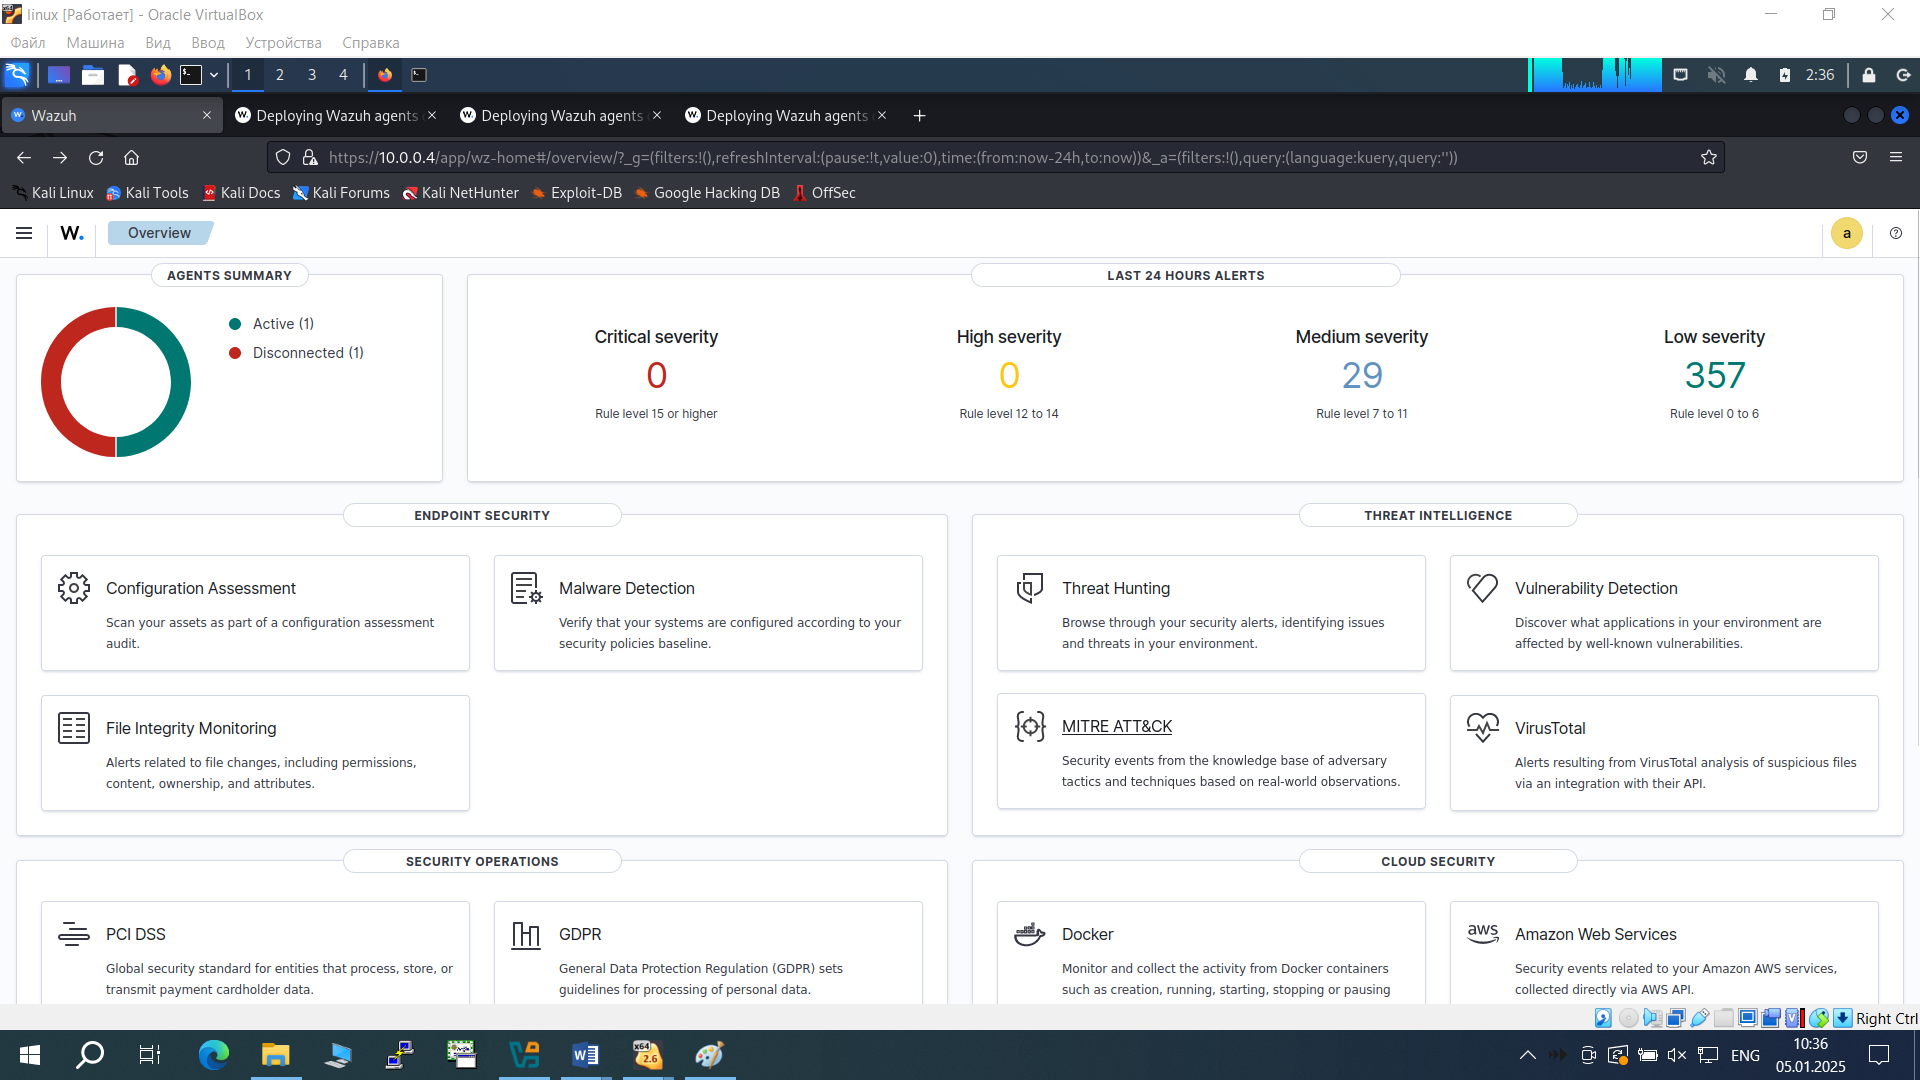 linux [Работает] - Oracle VirtualBox
Файл Машина Вид Ввод Устройства Справка
1 2 3 4 2:36
Wazuh
Deploying Wazuh agents
Deploying Wazuh agents
Deploying Wazuh agents
https://10.0.0.4/app/wz-home#/overview/?_g=(filters:!(),refreshInterval:(pause:!t,value:0),time:(from:now-24h,to:now))&_a=(filters:!(),query:(language:kuery,query:''))
Kali Linux Kali Tools Kali Docs Kali Forums Kali NetHunter Exploit-DB Google Hacking DB OffSec
W. Overview a
AGENTS SUMMARY
Active (1)
Disconnected (1)
LAST 24 HOURS ALERTS
Critical severity
0
Rule level 15 or higher
High severity
0
Rule level 12 to 14
Medium severity
29
Rule level 7 to 11
Low severity
357
Rule level 0 to 6
ENDPOINT SECURITY
Configuration Assessment
Scan your assets as part of a configuration assessment
audit.
Malware Detection
Verify that your systems are configured according to your
security policies baseline.
File Integrity Monitoring
Alerts related to file changes, including permissions,
content, ownership, and attributes.
THREAT INTELLIGENCE
Threat Hunting
Browse through your security alerts, identifying issues
and threats in your environment.
Vulnerability Detection
Discover what applications in your environment are
affected by well-known vulnerabilities.
MITRE ATT&CK
Security events from the knowledge base of adversary
tactics and techniques based on real-world observations.
VirusTotal
Alerts resulting from VirusTotal analysis of suspicious files
via an integration with their API.
SECURITY OPERATIONS
PCI DSS
Global security standard for entities that process, store, or
transmit payment cardholder data.
GDPR
General Data Protection Regulation (GDPR) sets
guidelines for processing of personal data.
CLOUD SECURITY
Docker
Monitor and collect the activity from Docker containers
such as creation, running, starting, stopping or pausing
aws
Amazon Web Services
Security events related to your Amazon AWS services,
collected directly via AWS API.
Right Ctrl
x64
2.6
ENG
10:36
05.01.2025